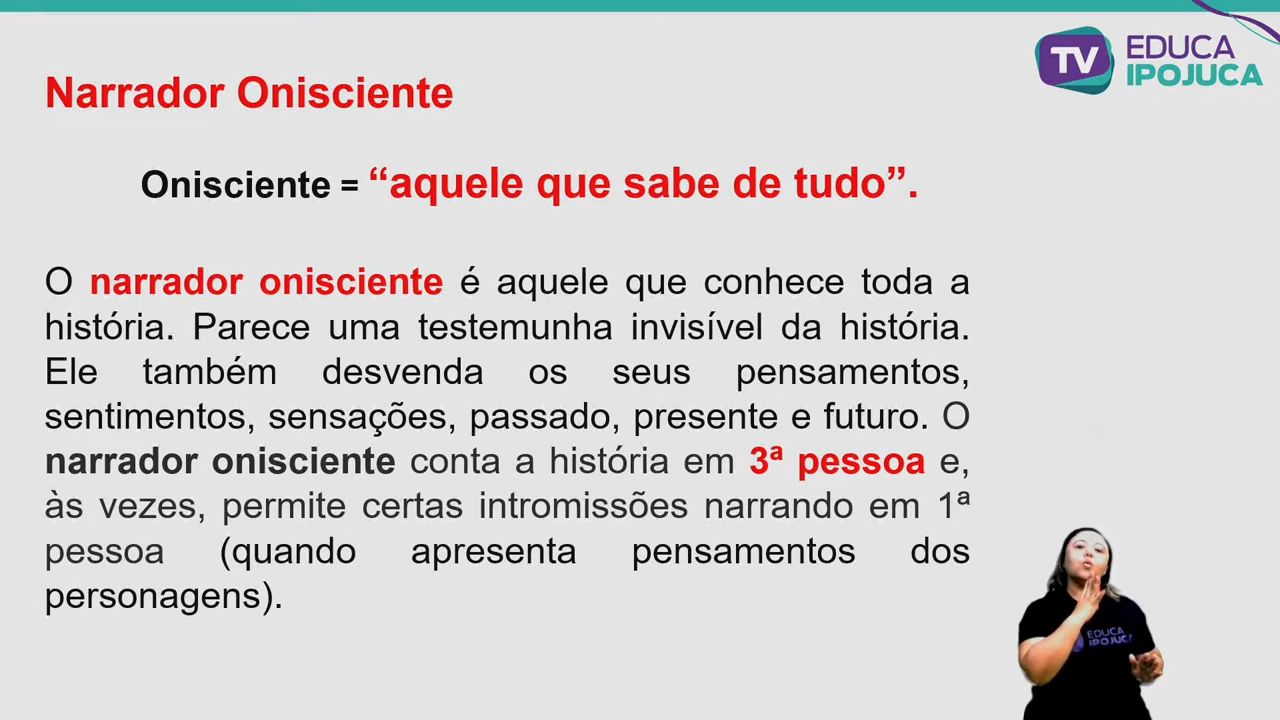 TV EDUCA
IPOJUCA
Narrador Onisciente
Onisciente = “aquele que sabe de tudo”.
O narrador onisciente é aquele que conhece toda a
história. Parece uma testemunha invisível da história.
Ele também desvenda os seus pensamentos,
sentimentos, sensações, passado, presente e futuro. O
narrador onisciente conta a história em 3ª pessoa e,
às vezes, permite certas intromissões narrando em 1ª
pessoa (quando apresenta pensamentos dos
personagens).
EDUCA
IPOJUCA